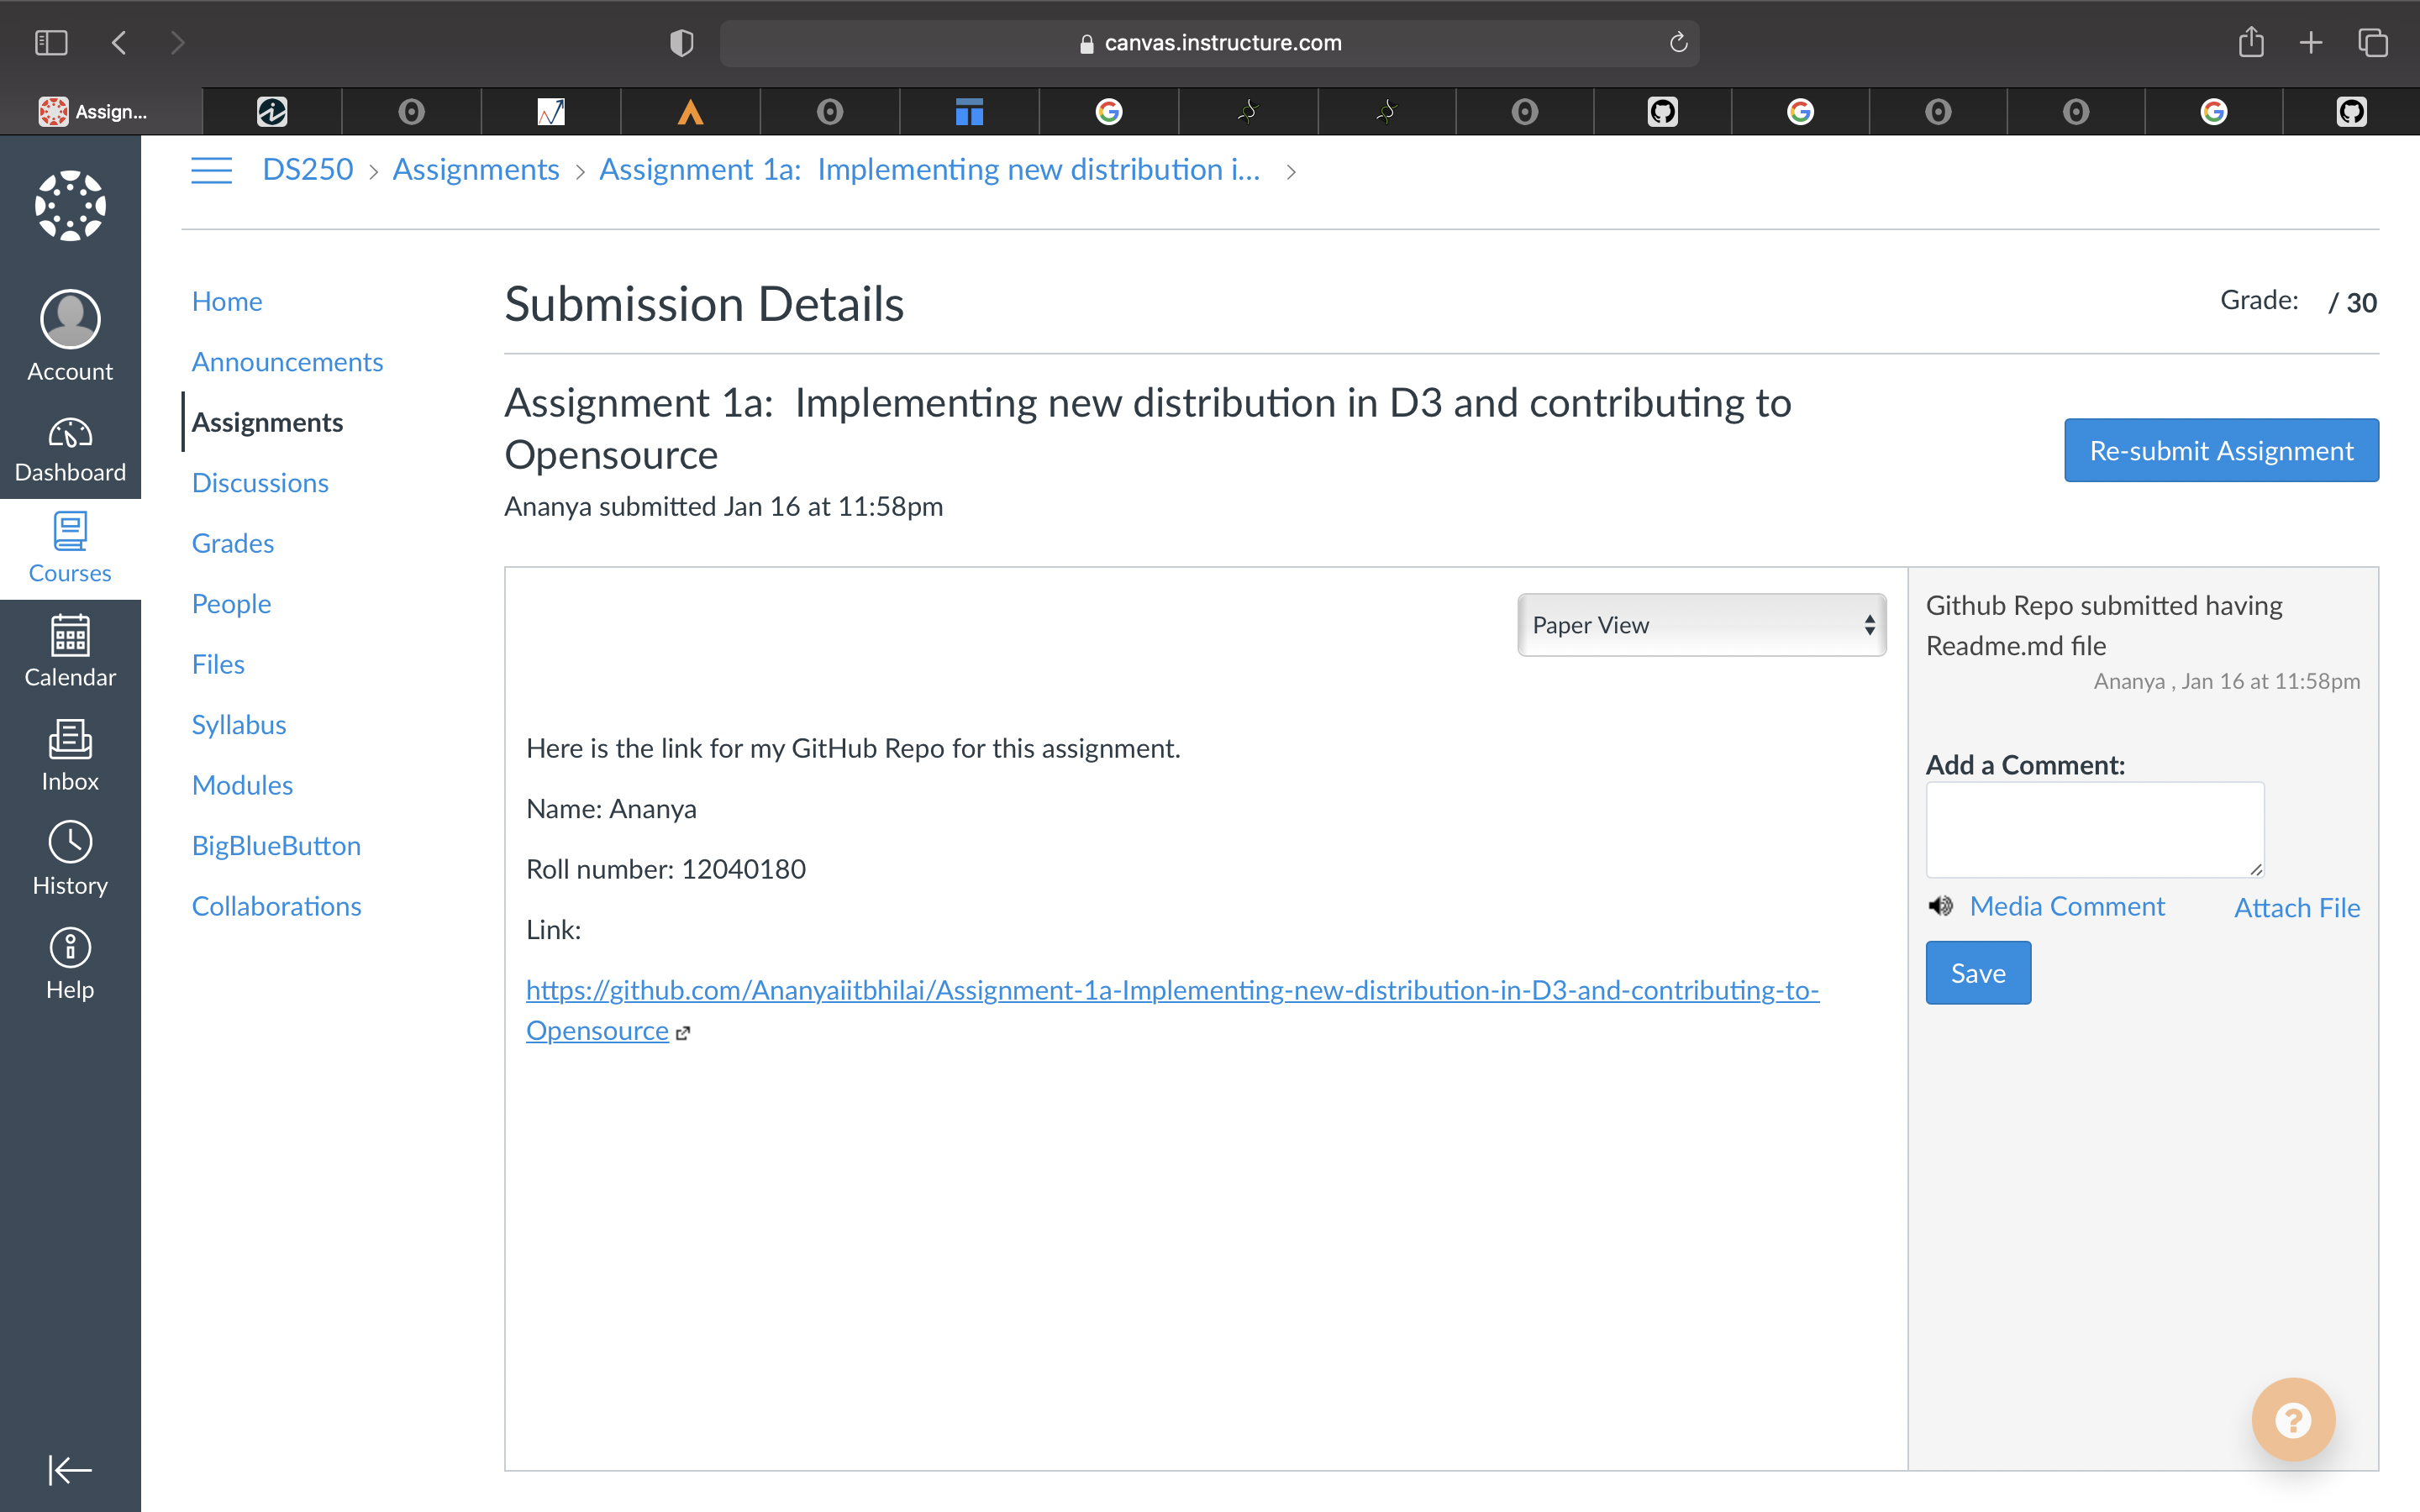 canvas.instructure.com
Assign...
DS250 > Assignments > Assignment 1a: Implementing new distribution i... >
Account
Dashboard
Courses
Calendar
Inbox
History
Help
Home
Announcements
Assignments
Discussions
Grades
People
Files
Syllabus
Modules
BigBlueButton
Collaborations
Submission Details
Grade: / 30
Assignment 1a: Implementing new distribution in D3 and contributing to
Opensource
Ananya submitted Jan 16 at 11:58pm
Re-submit Assignment
Paper View
Here is the link for my GitHub Repo for this assignment.
Name: Ananya
Roll number: 12040180
Link:
https://github.com/Ananyaiitbhilai/Assignment-1a-Implementing-new-distribution-in-D3-and-contributing-to-
Opensource
Github Repo submitted having
Readme.md file
Ananya , Jan 16 at 11:58pm
Add a Comment:
Media Comment
Attach File
Save
?